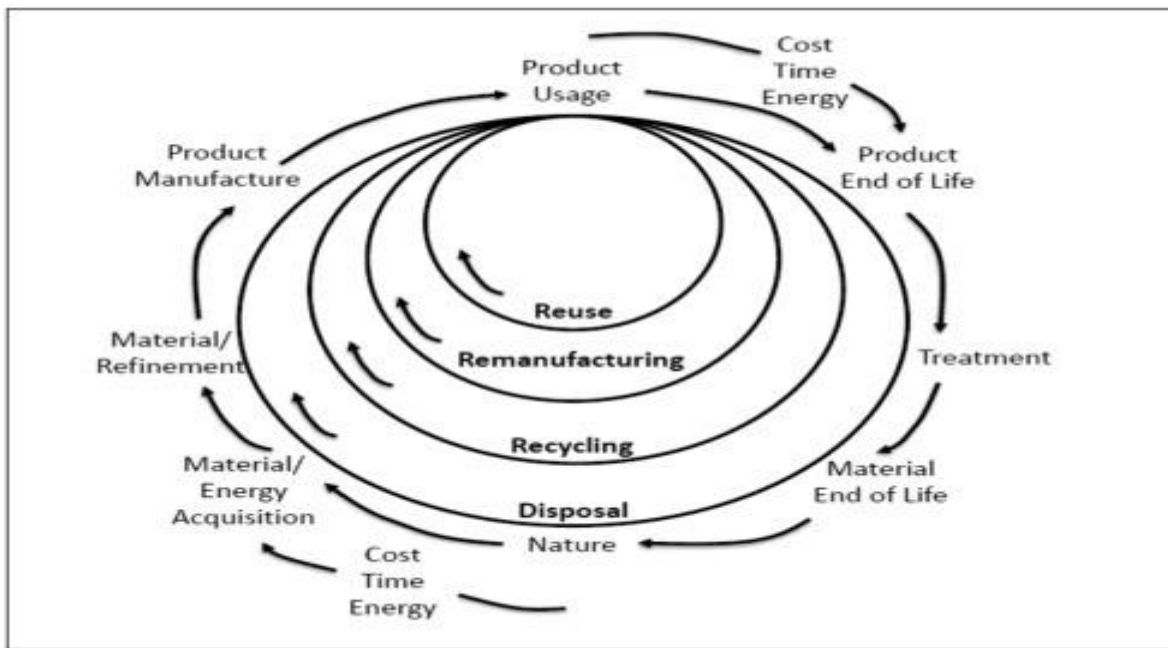 Product
Usage
Cost
Time
Energy
Product
End of Life
Treatment
Material
End of Life
Nature
Cost
Time
Energy
Material/
Energy
Acquisition
Material/
Refinement
Product
Manufacture
Reuse
Remanufacturing
Recycling
Disposal